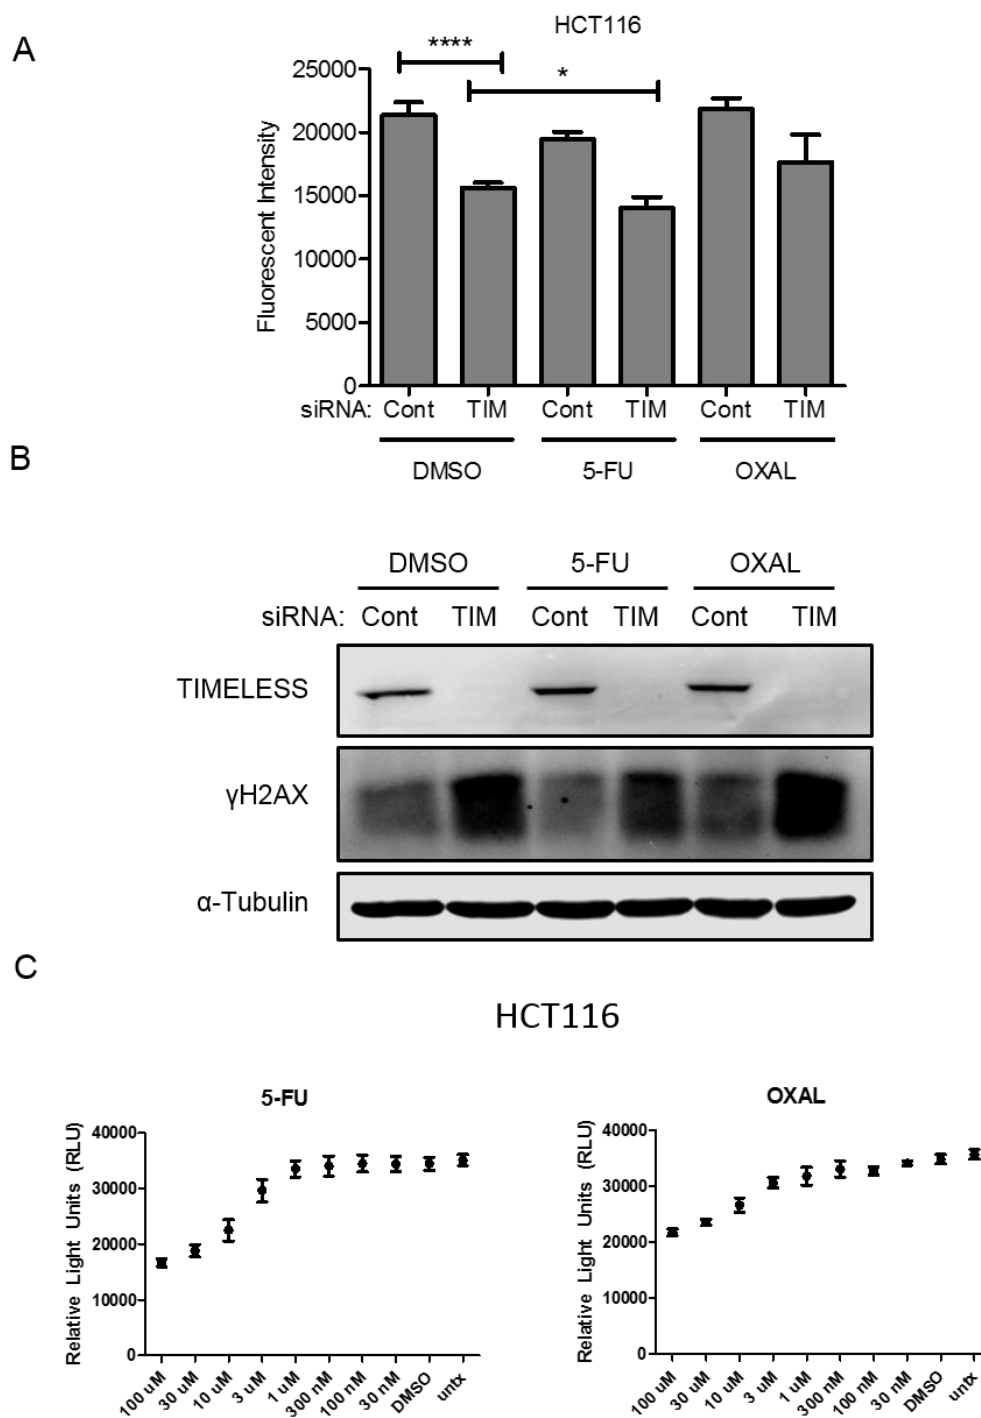 A
HCT116
****
*
Fluorescent Intensity
25000
20000
15000
10000
5000
0
siRNA: Cont TIM Cont TIM Cont TIM
DMSO 5-FU OXAL
B
DMSO 5-FU OXAL
siRNA: Cont TIM Cont TIM Cont TIM
TIMELESS
γH2AX
α-Tubulin
C
HCT116
5-FU
Relative Light Units (RLU)
40000
30000
20000
10000
0
100 uM 30 uM 10 uM 3 uM 1 uM 300 nM 100 nM 30 nM DMSO untx
OXAL
Relative Light Units (RLU)
40000
30000
20000
10000
0
100 uM 30 uM 10 uM 3 uM 1 uM 300 nM 100 nM 30 nM DMSO untx